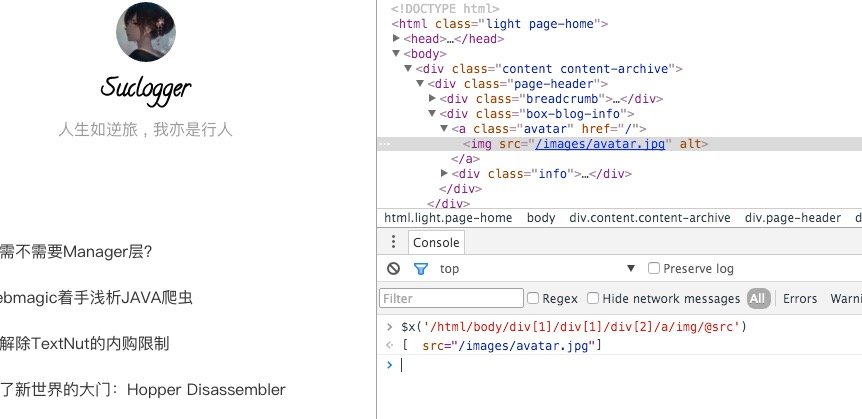 Suclogger
人生如逆旅，我亦是行人
需不需要Manager层？
ebmagic着手浅析JAVA爬虫
解除TextNut的内购限制
了新世界的大门：Hopper Disassembler
<!DOCTYPE html>
<html class="light page-home">
<head>…</head>
<body>
<div class="content content-archive">
<div class="page-header">
<div class="breadcrumb">…</div>
<div class="box-blog-info">
<a class="avatar" href="/">
<img src="/images/avatar.jpg" alt>
</a>
<div class="info">…</div>
</div>
</div>
html.light.page-home body div.content.content-archive div.page-header d
Console
top Preserve log
Filter Regex Hide network messages All Errors Warni
> $x('/html/body/div[1]/div[1]/div[2]/a/img/@src')
[ src="/images/avatar.jpg"]
>